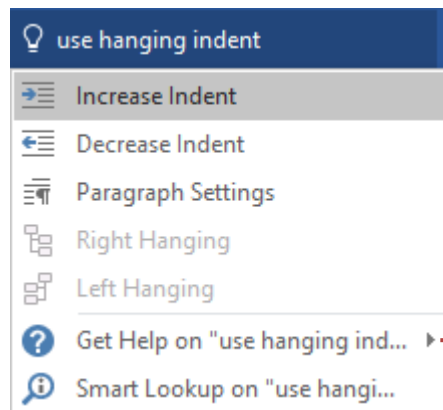 use hanging indent
Increase Indent
Decrease Indent
Paragraph Settings
Right Hanging
Left Hanging
Get Help on "use hanging ind...
Smart Lookup on "use hangi...